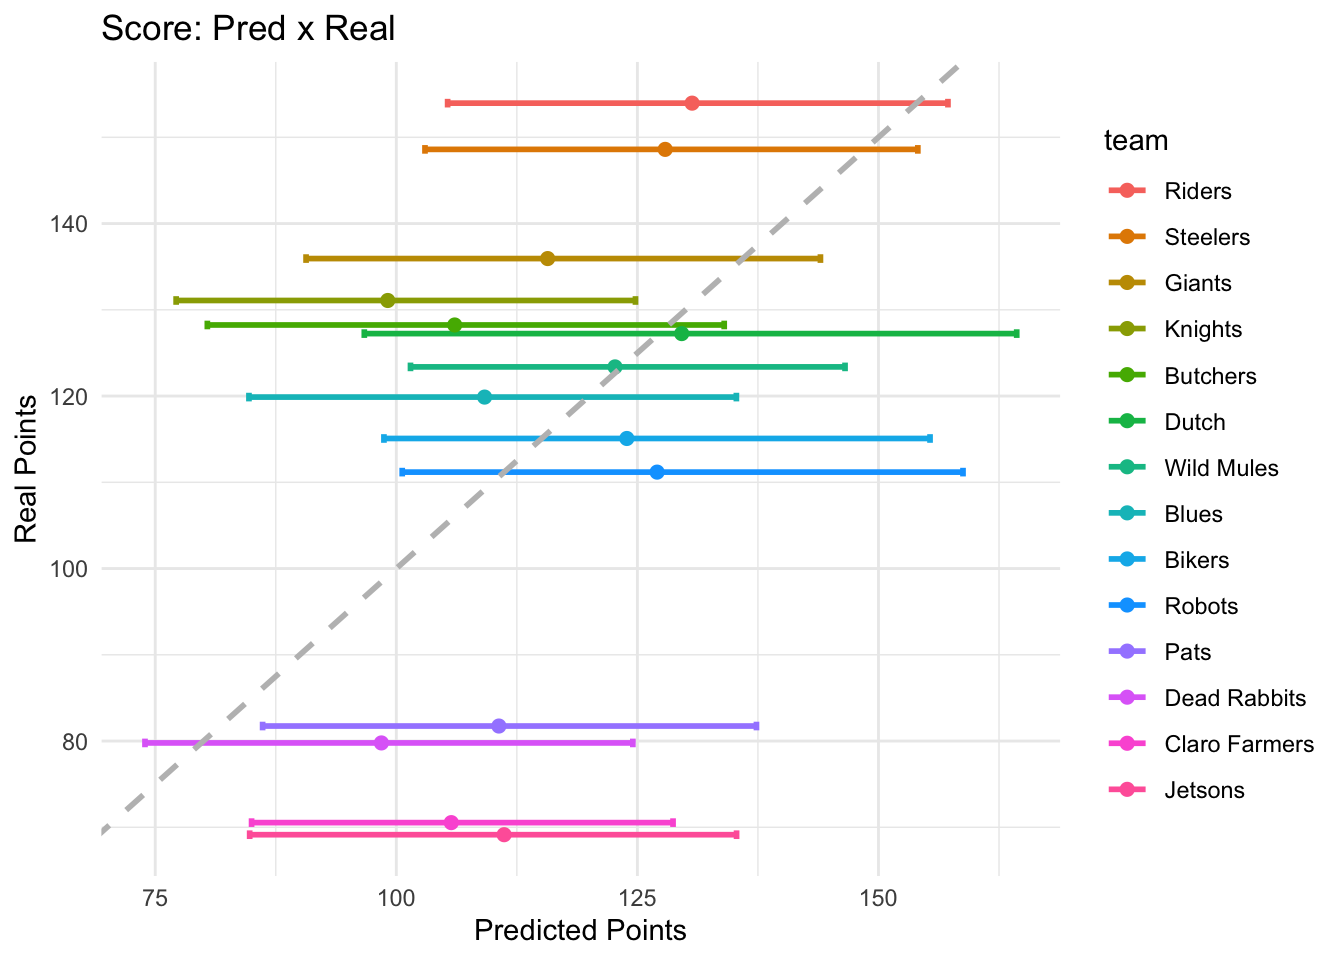 Score: Pred x Real
Real Points
140
120
100
80
75
100
125
150
Predicted Points
team
Riders
Steelers
Giants
Knights
Butchers
Dutch
Wild Mules
Blues
Bikers
Robots
Pats
Dead Rabbits
Claro Farmers
Jetsons